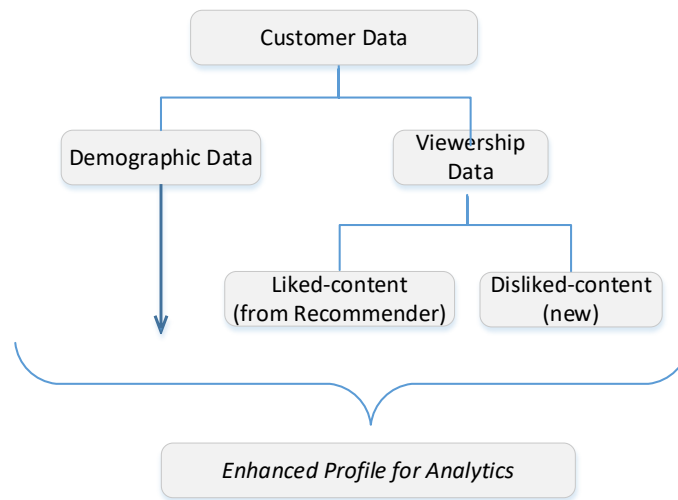 Customer Data
Demographic Data
Viewership
Data
Liked-content
(from Recommender)
Disliked-content
(new)
Enhanced Profile for Analytics